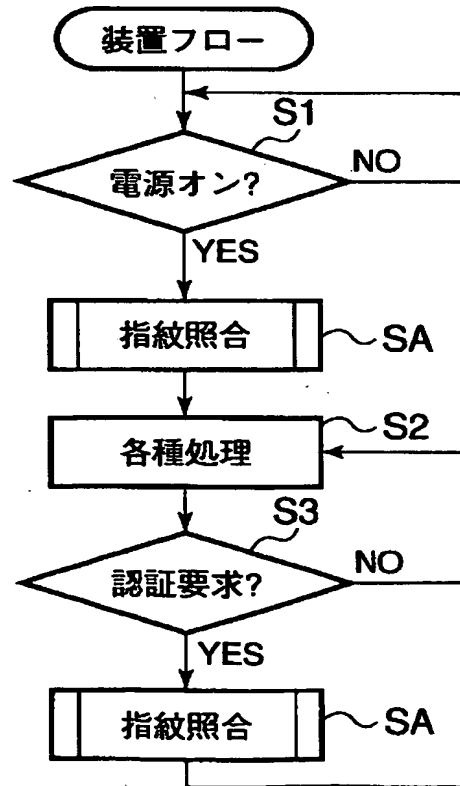 装置フロー
S1
電源オン?
NO
YES
指紋照合
SA
各種処理
S2
S3
認証要求?
NO
YES
指紋照合
SA